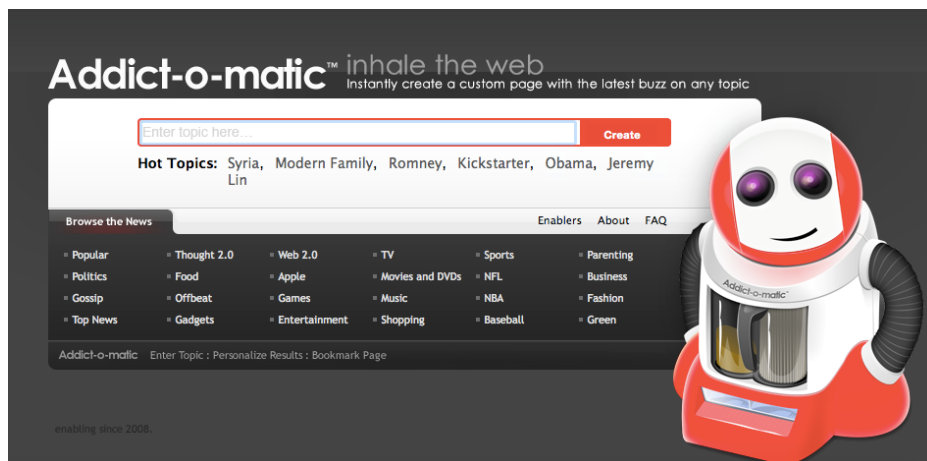 Addict-o-matic™ inhale the web
Instantly create a custom page with the latest buzz on any topic
Enter topic here...
Create
Hot Topics: Syria, Modern Family, Romney, Kickstarter, Obama, Jeremy
Lin
Browse the News
Enablers About FAQ
Popular Thought 2.0 Web 2.0 TV Sports Parenting
Politics Food Apple Movies and DVDs NFL Business
Gossip Offbeat Games Music NBA Fashion
Top News Gadgets Entertainment Shopping Baseball Green
Addict-o-matic™
Addict-o-matic Enter Topic : Personalize Results : Bookmark Page
enabling since 2008.